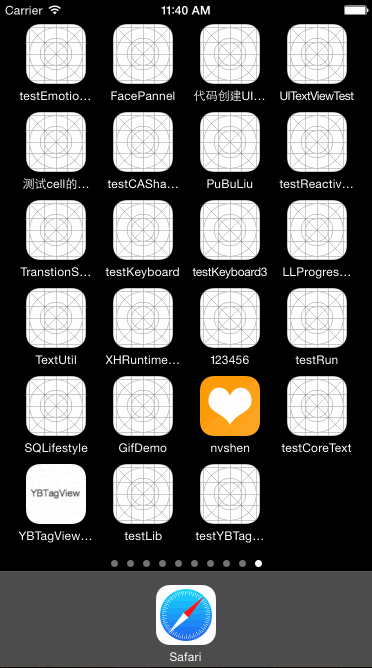 Carrier 11:40 AM
testEmotio... FacePannel 代码创建UI... UITextViewTest
测试cell的... testCASha... PuBuLiu testReactiv...
TranstionS... testKeyboard testKeyboard3 LLProgres...
TextUtil XHRuntime... 123456 testRun
SQLifestyle GifDemo nvshen testCoreText
YBTagView
YBTagView... testLib testYBTag...
Safari